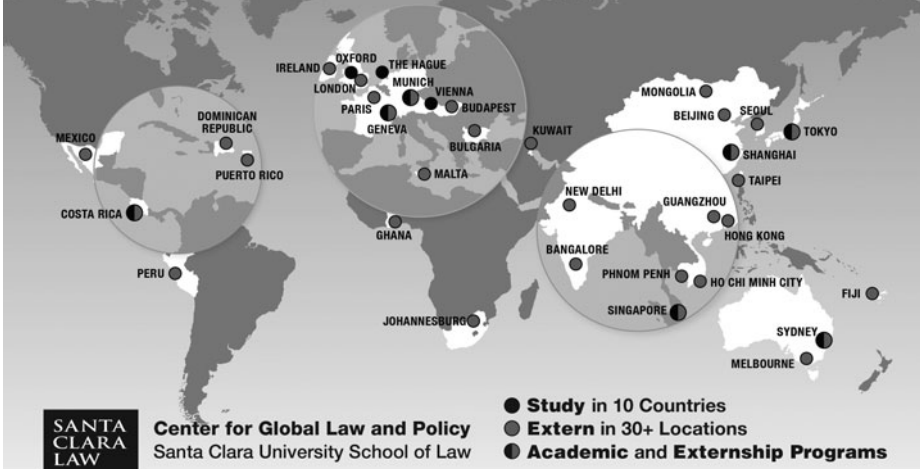 IRELAND
OXFORD
LONDON
THE HAGUE
MUNICH
VIENNA
PARIS
GENEVA
BUDAPEST
BULGARIA
MALTA
KUWAIT
MONGOLIA
BEIJING
SEOUL
TOKYO
SHANGHAI
TAIPEI
MEXICO
DOMINICAN
REPUBLIC
PUERTO RICO
COSTA RICA
PERU
GHANA
JOHANNESBURG
NEW DELHI
GUANGZHOU
HONG KONG
BANGALORE
PHNOM PENH
HO CHI MINH CITY
SINGAPORE
FIJI
SYDNEY
MELBOURNE
SANTA
CLARA
LAW
Center for Global Law and Policy
Santa Clara University School of Law
Study in 10 Countries
Extern in 30+ Locations
Academic and Externship Programs